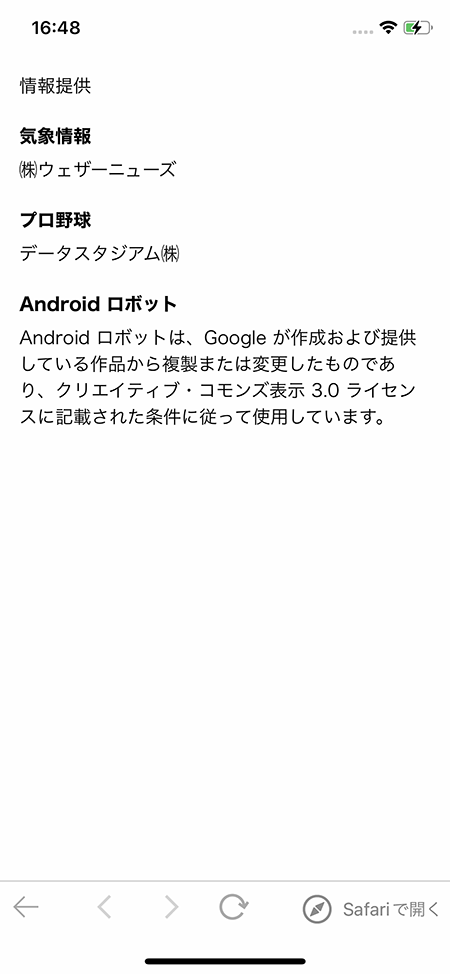 16:48
情報提供
気象情報
㈱ウェザーニューズ
プロ野球
データスタジアム㈱
Android ロボット
Android ロボットは、Google が作成および提供
している作品から複製または変更したものであ
り、クリエイティブ・コモンズ表示 3.0 ライセン
スに記載された条件に従って使用しています。
Safariで開く